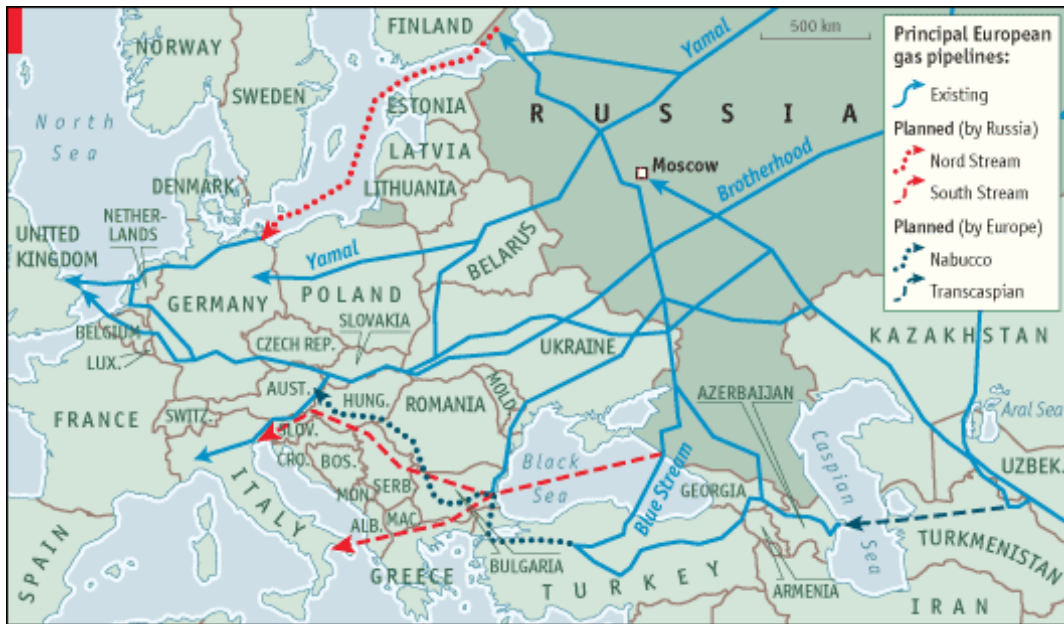 NORWAY
SWEDEN
FINLAND
500 km
Principal European
gas pipelines:
Existing
Planned (by Russia)
Nord Stream
South Stream
Planned (by Europe)
Nabucco
Transcaspian
North
Sea
ESTONIA
LATVIA
LITHUANIA
RUSSIA
Moscow
Yamal
Brotherhood
DENMARK
NETHER-
LANDS
UNITED
KINGDOM
Yamal
BELARUS
GERMANY
POLAND
BELGIUM
LUX.
CZECH REP.
SLOVAKIA
UKRAINE
KAZAKHSTAN
FRANCE
SWITZ.
AUST.
HUNG.
ROMANIA
MOLD.
AZERBAIJAN
Aral Sea
UZBEK.
SLOV.
CRO.
BOS.
SERB.
MON.
ALB.
MAC.
ITALY
Black
Sea
Blue Stream
GEORGIA
Caspian
Sea
SPAIN
GREECE
BULGARIA
TURKEY
ARMENIA
TURKMENISTAN
IRAN